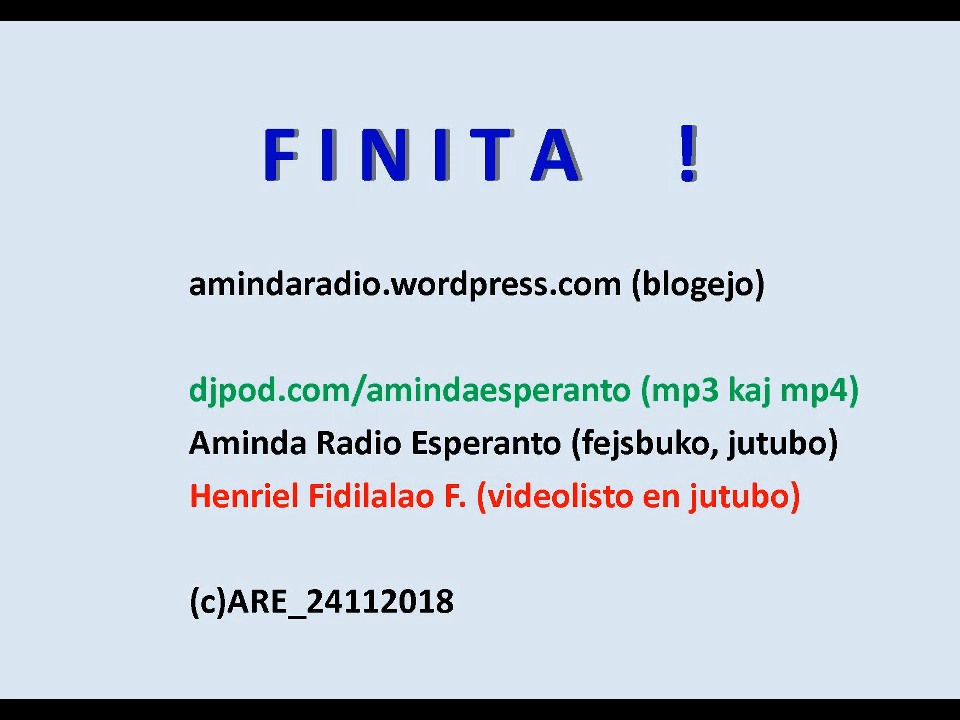 FINITA !
amindaradio.wordpress.com (blogejo)
djpod.com/amindaesperanto (mp3 kaj mp4)
Aminda Radio Esperanto (fejsbuko, jutubo)
Henriel Fidilalao F. (videolisto en jutubo)
(c)ARE_24112018